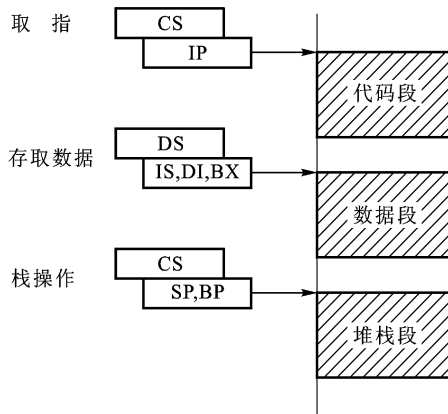 取 指
CS
IP
代码段
存取数据
DS
IS,DI,BX
数据段
栈操作
CS
SP,BP
堆栈段